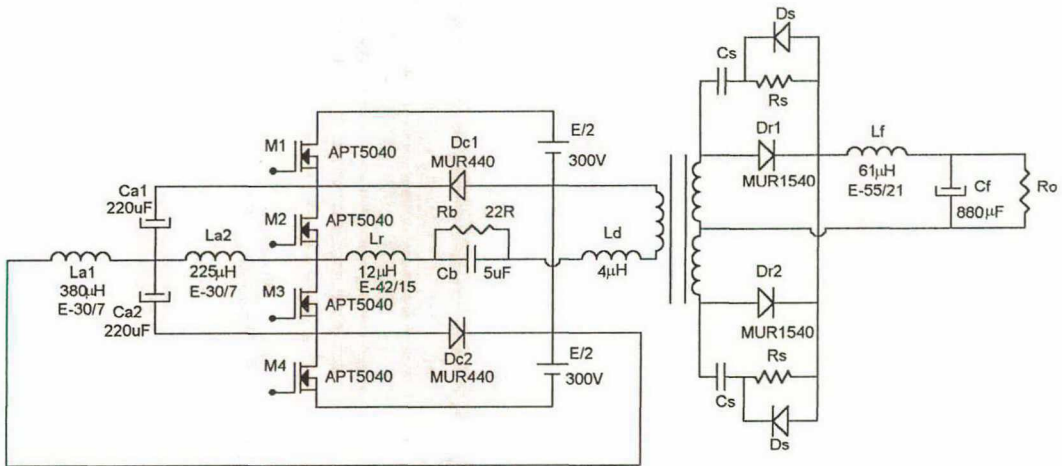 Ds
Cs
Rs
E/2
300V
M1
APT5040
Dc1
MUR440
Dr1
MUR1540
Lf
61μH
E-55/21
Cf
880μF
Ro
Ca1
220uF
M2
APT5040
Rb
22R
La2
225μH
E-30/7
Lr
12μH
E-42/15
Cb
5uF
Ld
4μH
La1
380μH
E-30/7
Ca2
220uF
M3
APT5040
Dr2
MUR1540
Dc2
MUR440
E/2
300V
M4
APT5040
Rs
Cs
Ds